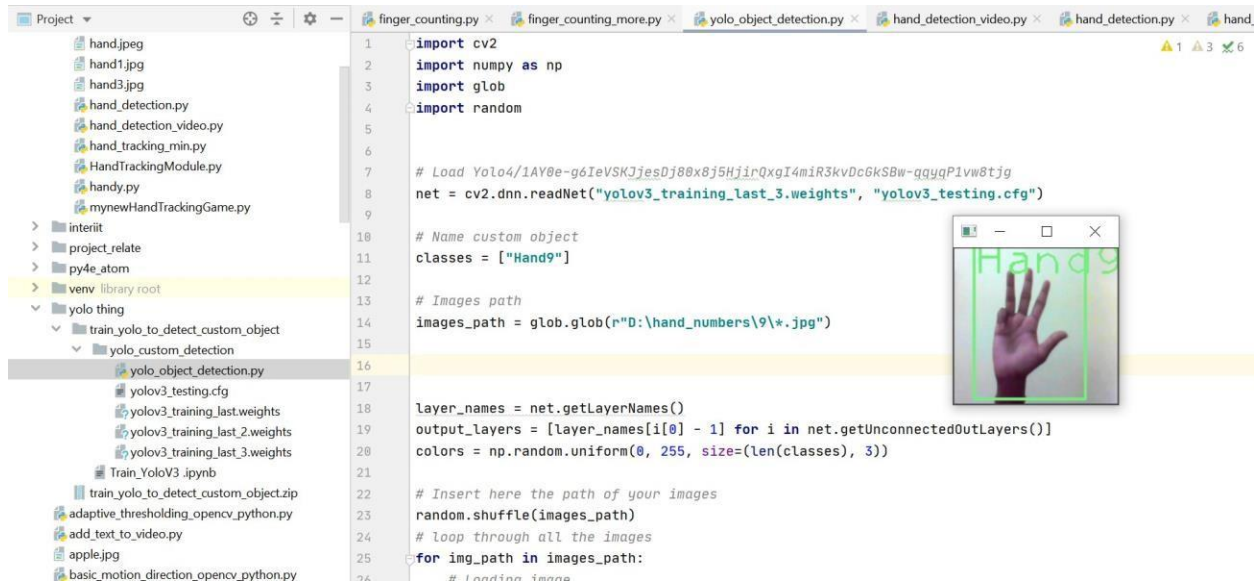 Project
hand.jpeg
hand1.jpg
hand3.jpg
hand_detection.py
hand_detection_video.py
hand_tracking_min.py
HandTrackingModule.py
handy.py
mynewHandTrackingGame.py
interiit
project_relate
py4e_atom
venv library root
yolo thing
train_yolo_to_detect_custom_object
yolo_custom_detection
yolo_object_detection.py
yolov3_testing.cfg
yolov3_training_last.weights
yolov3_training_last_2.weights
yolov3_training_last_3.weights
Train_YoloV3 .ipynb
train_yolo_to_detect_custom_object.zip
adaptive_thresholding_opencv_python.py
add_text_to_video.py
apple.jpg
basic_motion_direction_opencv_python.py
finger_counting.py finger_counting_more.py yolo_object_detection.py hand_detection_video.py hand_detection.py hand_
1 3 6
1 import cv2
2 import numpy as np
3 import glob
4 import random
5
6
7 # Load Yolo4/1AY0e-g6IeVSKJjesDj80x8j5HjirQxgI4miR3kvDcGkSBw-qgyqP1vw8tjg
8 net = cv2.dnn.readNet("yolov3_training_last_3.weights", "yolov3_testing.cfg")
9
10 # Name custom object
11 classes = ["Hand9"]
12
13 # Images path
14 images_path = glob.glob(r"D:\hand_numbers\9\*.jpg")
15
16
17
18 layer_names = net.getLayerNames()
19 output_layers = [layer_names[i[0] - 1] for i in net.getUnconnectedOutLayers()]
20 colors = np.random.uniform(0, 255, size=(len(classes), 3))
21
22 # Insert here the path of your images
23 random.shuffle(images_path)
24 # loop through all the images
25 for img_path in images_path:
26 # Loading image
Hand9